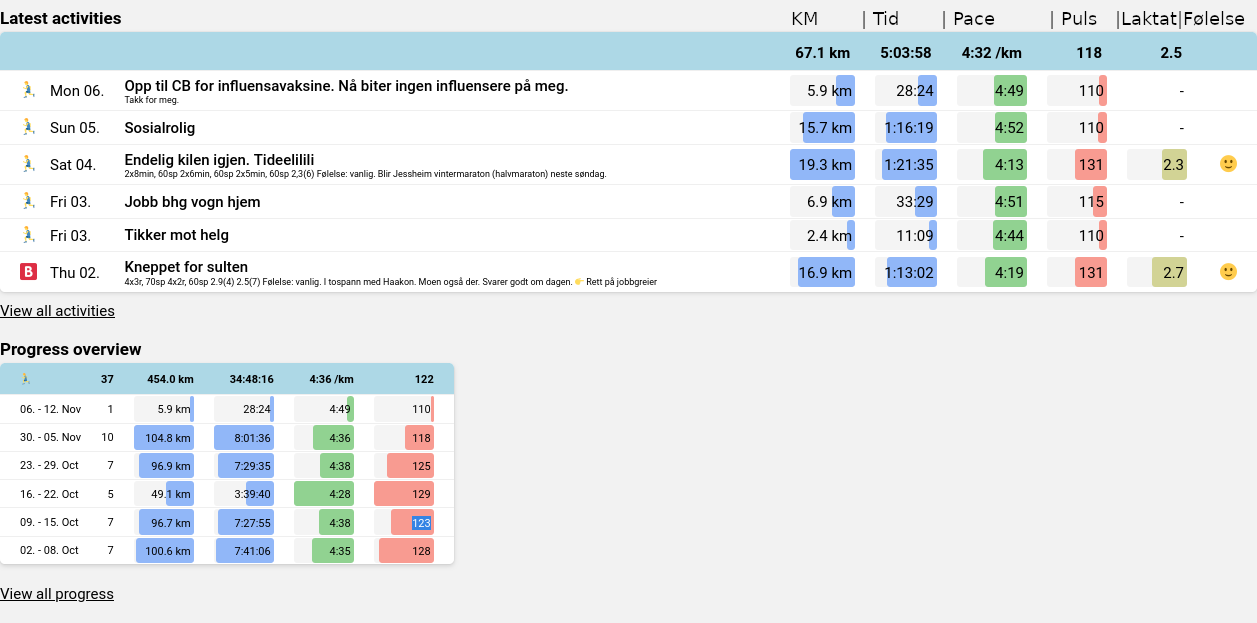 Latest activities KM | Tid | Pace | Puls |Laktat|Følelse
67.1 km 5:03:58 4:32 /km 118 2.5
Mon 06. Opp til CB for influensavaksine. Nå biter ingen influensere på meg. 5.9 km 28:24 4:49 110 -
Takk for meg.
Sun 05. Sosialrolig 15.7 km 1:16:19 4:52 110 -
Sat 04. Endelig kilen igjen. Tideelilili 19.3 km 1:21:35 4:13 131 2.3
2x8min, 60sp 2x6min, 60sp 2x5min, 60sp 2,3(6) Følelse: vanlig. Blir Jessheim vintermaraton (halvmaraton) neste søndag.
Fri 03. Jobb bhg vogn hjem 6.9 km 33:29 4:51 115 -
Fri 03. Tikker mot helg 2.4 km 11:09 4:44 110 -
B Thu 02. Kneppet for sulten 16.9 km 1:13:02 4:19 131 2.7
4x3r, 70sp 4x2r, 60sp 2.9(4) 2.5(7) Følelse: vanlig. I tospann med Haakon. Moen også der. Svarer godt om dagen. 👉 Rett på jobbgreier
View all activities
Progress overview
37 454.0 km 34:48:16 4:36 /km 122
06. - 12. Nov 1 5.9 km 28:24 4:49 110
30. - 05. Nov 10 104.8 km 8:01:36 4:36 118
23. - 29. Oct 7 96.9 km 7:29:35 4:38 125
16. - 22. Oct 5 49.1 km 3:39:40 4:28 129
09. - 15. Oct 7 96.7 km 7:27:55 4:38 123
02. - 08. Oct 7 100.6 km 7:41:06 4:35 128
View all progress